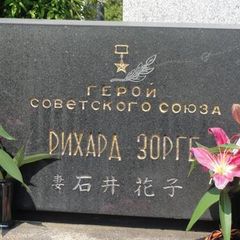 ГЕРОЙ
СОВЕТСКОГО СОЮЗА
РИХАРД ЗОРГЕ
妻 石井 花子